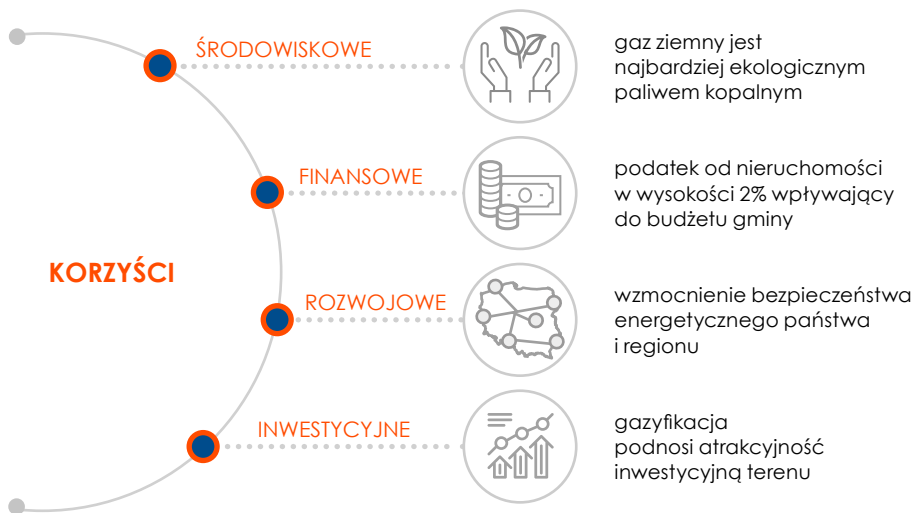 ŚRODOWISKOWE
gaz ziemny jest
najbardziej ekologicznym
paliwem kopalnym
FINANSOWE
podatek od nieruchomości
w wysokości 2% wpływający
do budżetu gminy
KORZYŚCI
ROZWOJOWE
wzmocnienie bezpieczeństwa
energetycznego państwa
i regionu
INWESTYCYJNE
gazyfikacja
podnosi atrakcyjność
inwestycyjną terenu